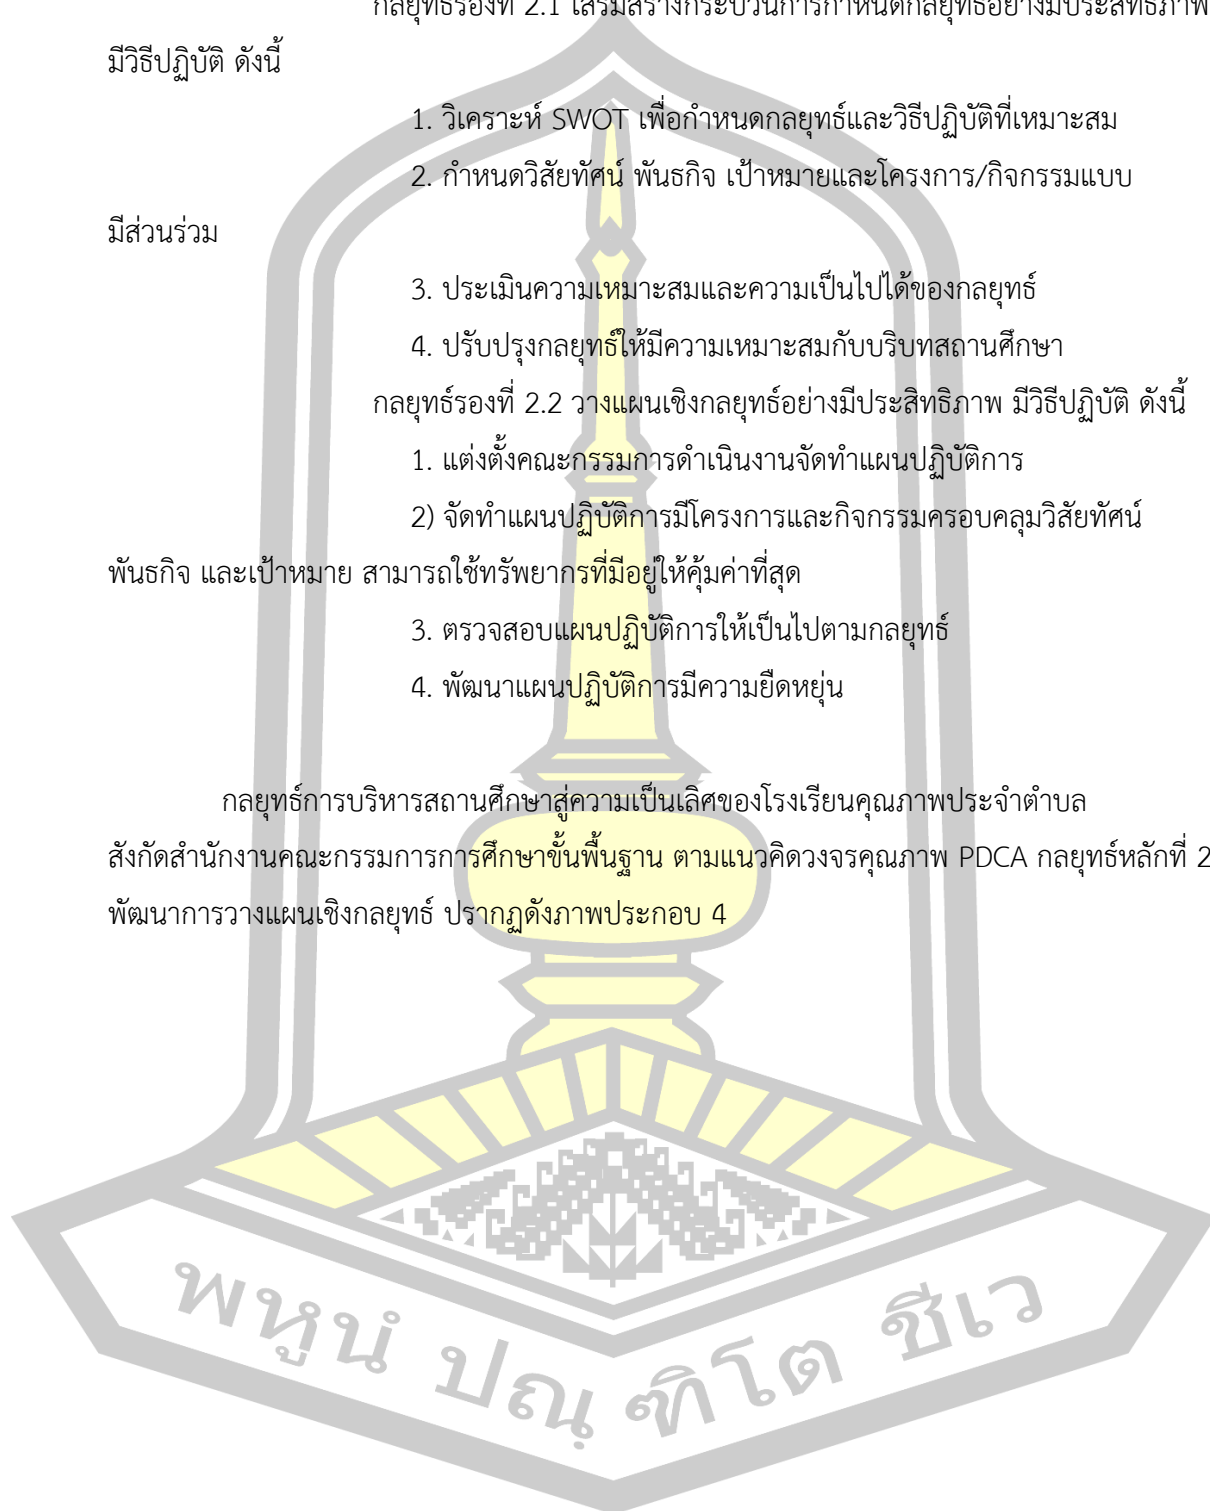 กลยุทธ์รองที่ 2.1 เสริมสร้างกระบวนการกำหนดกลยุทธ์อย่างมีประสิทธิภาพ
มีวิธีปฏิบัติ ดังนี้
1. วิเคราะห์ SWOT เพื่อกำหนดกลยุทธ์และวิธีปฏิบัติที่เหมาะสม
2. กำหนดวิสัยทัศน์ พันธกิจ เป้าหมายและโครงการ/กิจกรรมแบบ
มีส่วนร่วม
3. ประเมินความเหมาะสมและความเป็นไปได้ของกลยุทธ์
4. ปรับปรุงกลยุทธ์ให้มีความเหมาะสมกับบริบทสถานศึกษา
กลยุทธ์รองที่ 2.2 วางแผนเชิงกลยุทธ์อย่างมีประสิทธิภาพ มีวิธีปฏิบัติ ดังนี้
1. แต่งตั้งคณะกรรมการดำเนินงานจัดทำแผนปฏิบัติการ
2) จัดทำแผนปฏิบัติการมีโครงการและกิจกรรมครอบคลุมวิสัยทัศน์
พันธกิจ และเป้าหมาย สามารถใช้ทรัพยากรที่มีอยู่ให้คุ้มค่าที่สุด
3. ตรวจสอบแผนปฏิบัติการให้เป็นไปตามกลยุทธ์
4. พัฒนาแผนปฏิบัติการมีความยืดหยุ่น
กลยุทธ์การบริหารสถานศึกษาสู่ความเป็นเลิศของโรงเรียนคุณภาพประจำตำบล
สังกัดสำนักงานคณะกรรมการการศึกษาขั้นพื้นฐาน ตามแนวคิดวงจรคุณภาพ PDCA กลยุทธ์หลักที่ 2
พัฒนาการวางแผนเชิงกลยุทธ์ ปรากฏดังภาพประกอบ 4
พหูนํ ปณฺฑิโต ชีเว